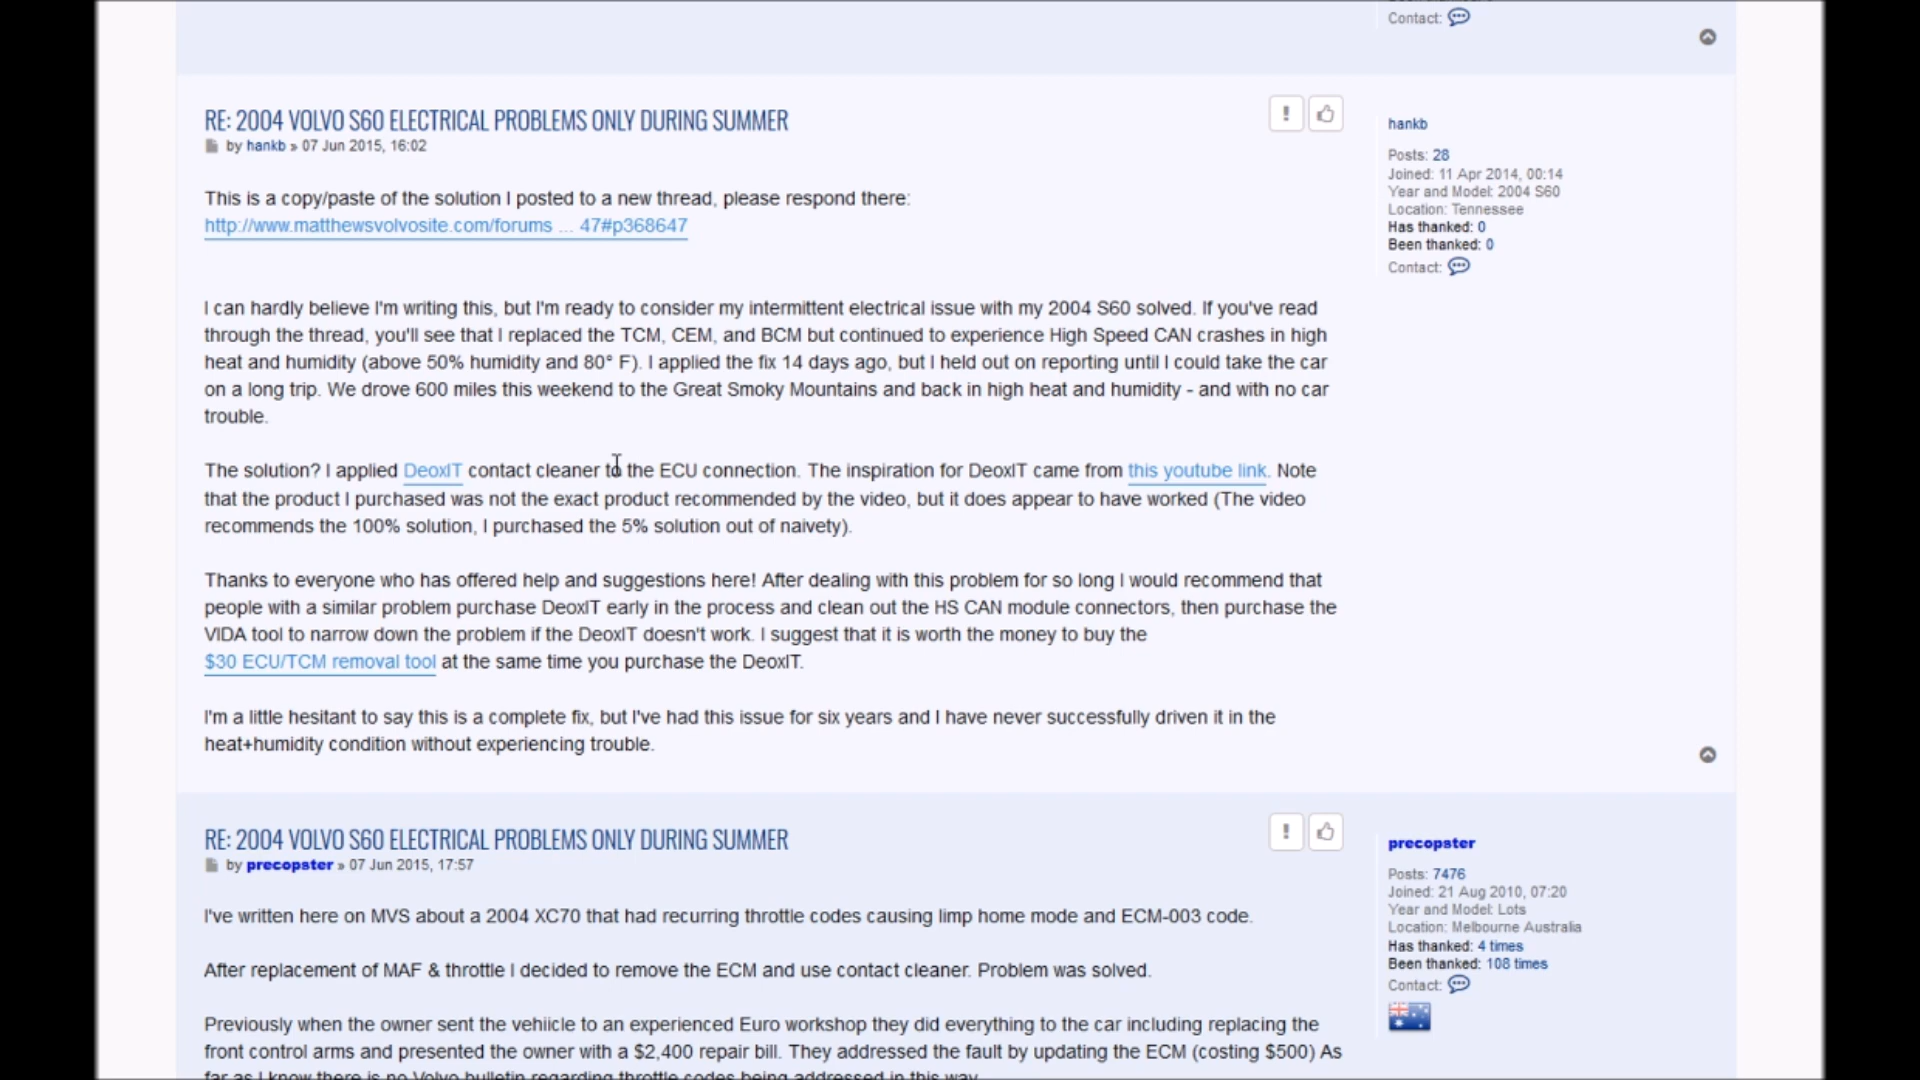 Contact:
RE: 2004 VOLVO S60 ELECTRICAL PROBLEMS ONLY DURING SUMMER
by hankb » 07 Jun 2015, 16:02
This is a copy/paste of the solution I posted to a new thread, please respond there:
http://www.matthewsvolvosite.com/forums ... 47#p368647
I can hardly believe I'm writing this, but I'm ready to consider my intermittent electrical issue with my 2004 S60 solved. If you've read
through the thread, you'll see that I replaced the TCM, CEM, and BCM but continued to experience High Speed CAN crashes in high
heat and humidity (above 50% humidity and 80° F). I applied the fix 14 days ago, but I held out on reporting until I could take the car
on a long trip. We drove 600 miles this weekend to the Great Smoky Mountains and back in high heat and humidity - and with no car
trouble.
The solution? I applied DeoxIT contact cleaner to the ECU connection. The inspiration for DeoxIT came from this youtube link. Note
that the product I purchased was not the exact product recommended by the video, but it does appear to have worked (The video
recommends the 100% solution, I purchased the 5% solution out of naivety).
Thanks to everyone who has offered help and suggestions here! After dealing with this problem for so long I would recommend that
people with a similar problem purchase DeoxIT early in the process and clean out the HS CAN module connectors, then purchase the
VIDA tool to narrow down the problem if the DeoxIT doesn't work. I suggest that it is worth the money to buy the
$30 ECU/TCM removal tool at the same time you purchase the DeoxIT.
I'm a little hesitant to say this is a complete fix, but I've had this issue for six years and I have never successfully driven it in the
heat+humidity condition without experiencing trouble.
hankb
Posts: 28
Joined: 11 Apr 2014, 00:14
Year and Model: 2004 S60
Location: Tennessee
Has thanked: 0
Been thanked: 0
Contact:
RE: 2004 VOLVO S60 ELECTRICAL PROBLEMS ONLY DURING SUMMER
by precopster » 07 Jun 2015, 17:57
I've written here on MVS about a 2004 XC70 that had recurring throttle codes causing limp home mode and ECM-003 code.
After replacement of MAF & throttle I decided to remove the ECM and use contact cleaner. Problem was solved.
Previously when the owner sent the vehiicle to an experienced Euro workshop they did everything to the car including replacing the
front control arms and presented the owner with a $2,400 repair bill. They addressed the fault by updating the ECM (costing $500) As
far as I know there is no Volvo bulletin regarding throttle codes being addressed in this way
precopster
Posts: 7476
Joined: 21 Aug 2010, 07:20
Year and Model: Lots
Location: Melbourne Australia
Has thanked: 4 times
Been thanked: 108 times
Contact: